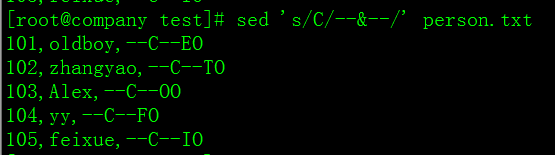 [root@company test]# sed 's/C/--&--/' person.txt
101,oldboy,--C--EO
102,zhangyao,--C--TO
103,Alex,--C--OO
104,yy,--C--FO
105,feixue,--C--IO